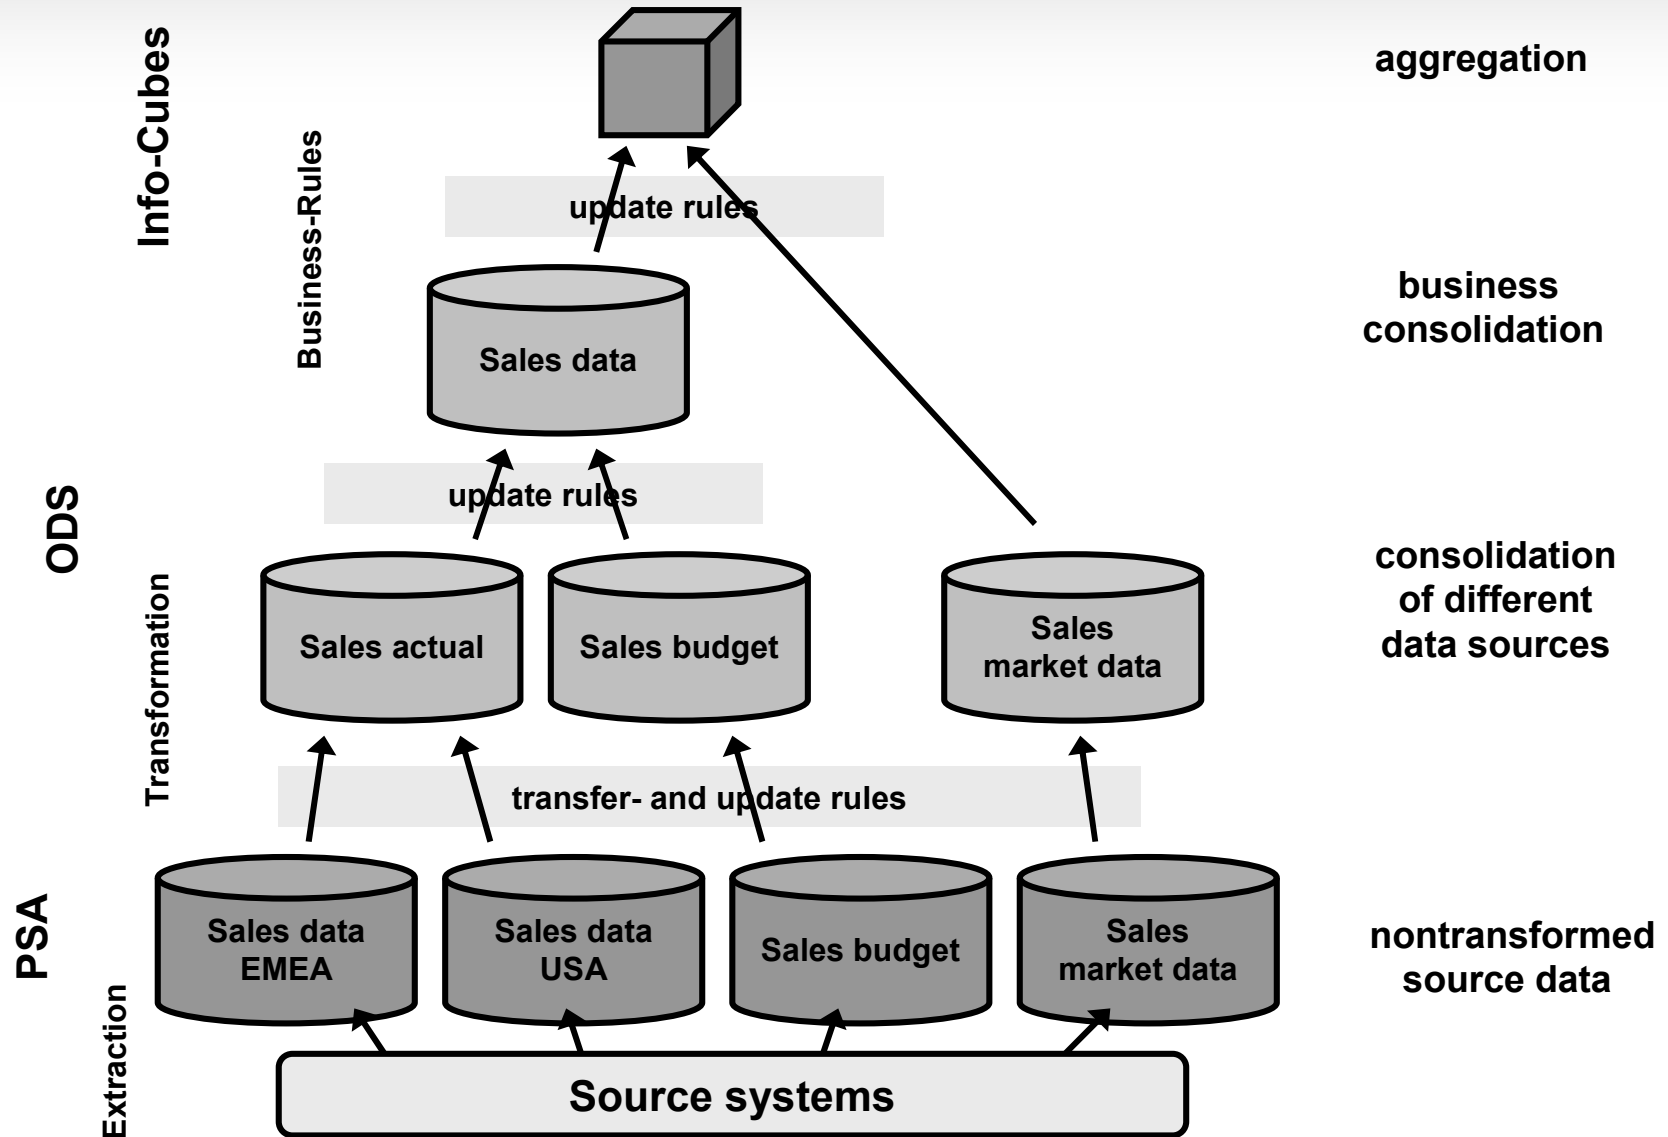 Info-Cubes
aggregation
Business-Rules
update rules
business
consolidation
Sales data
ODS
update rules
consolidation
of different
data sources
Transformation
Sales actual
Sales budget
Sales
market data
transfer- and update rules
PSA
Sales data
EMEA
Sales data
USA
Sales budget
Sales
market data
nontransformed
source data
Extraction
Source systems